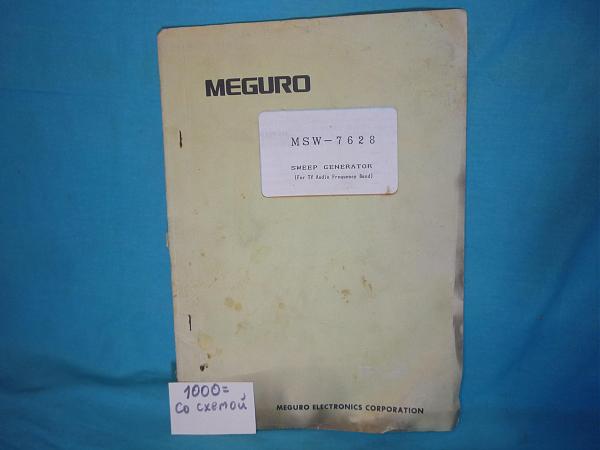 MEGURO
MSW-7628
SWEEP GENERATOR
(For TV Audio Frequency Band)
1000=
со схемой
MEGURO ELECTRONICS CORPORATION